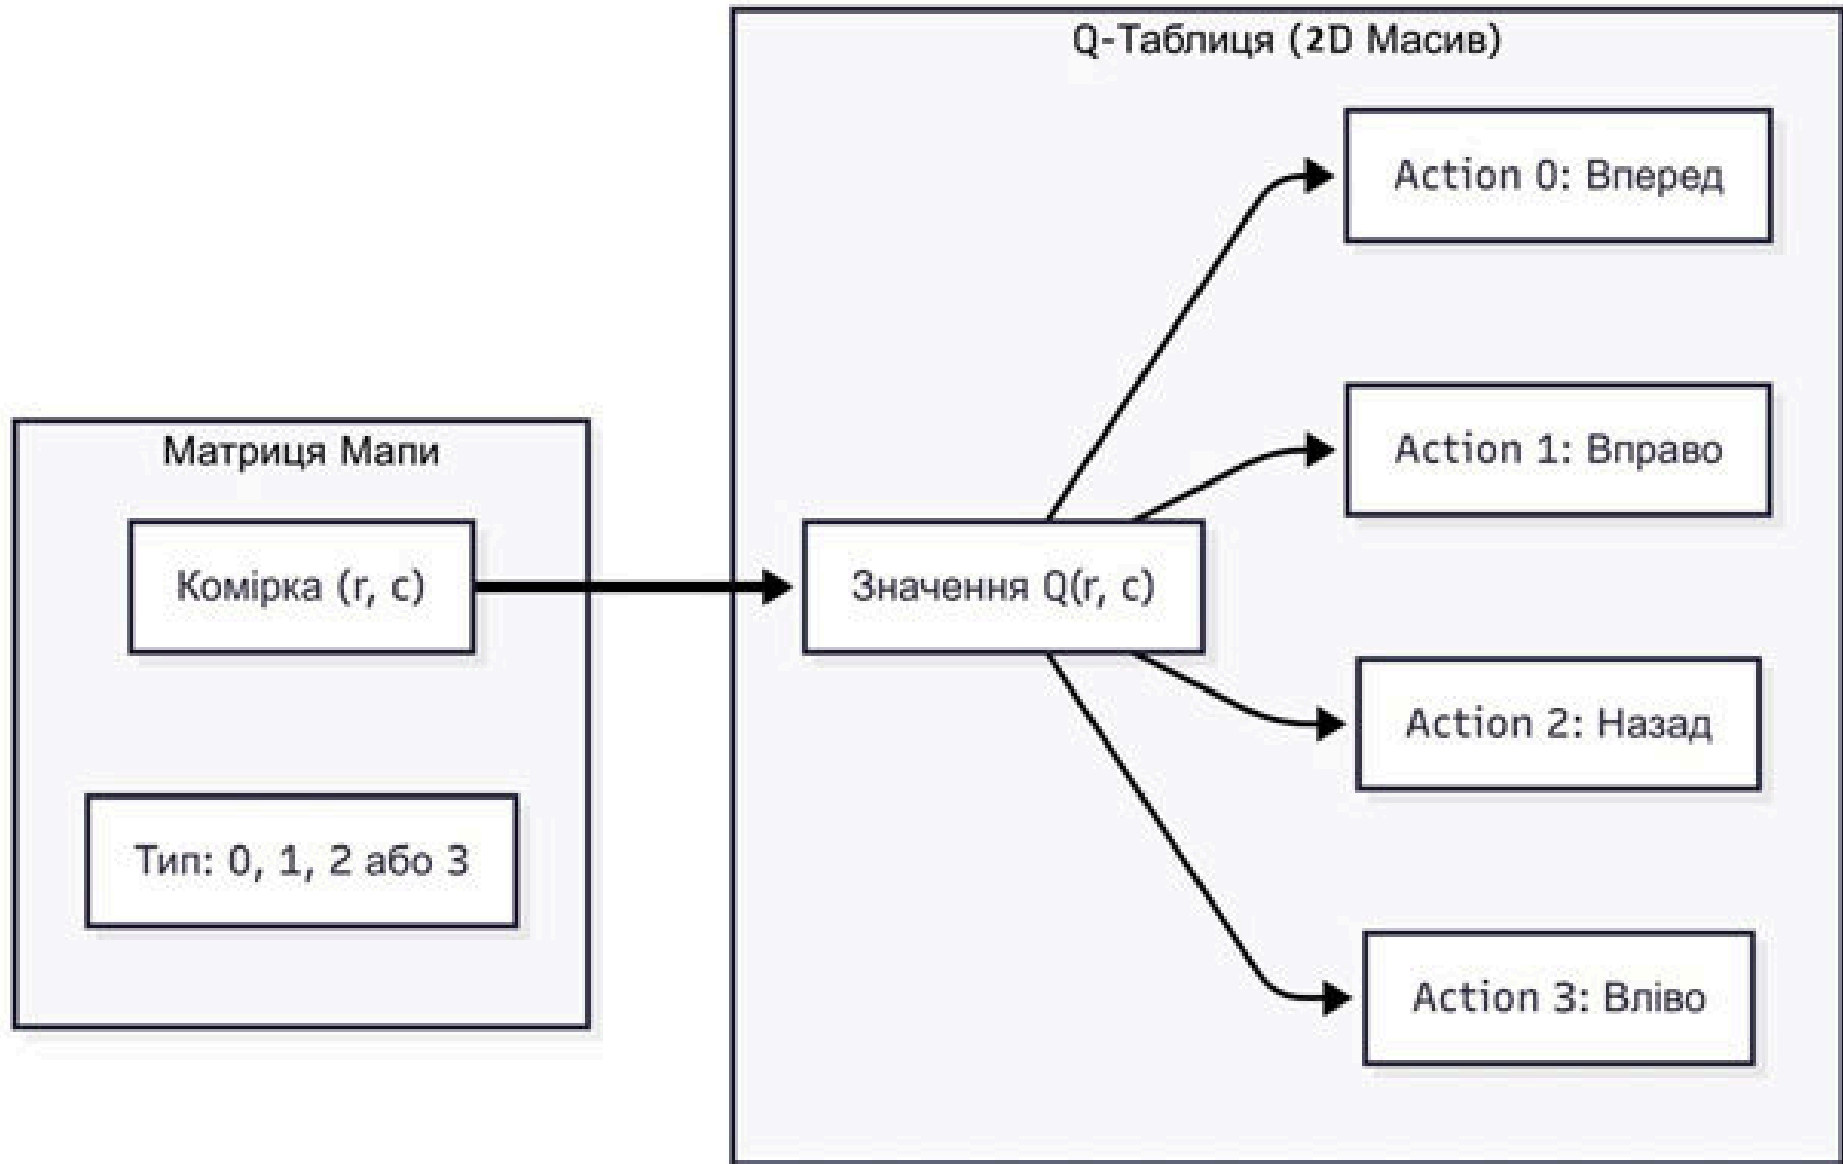 Q-Таблиця (2D Масив)
Action 0: Вперед
Action 1: Вправо
Матриця Мапи
Комірка (r, c)
Значення Q(r, c)
Action 2: Назад
Тип: 0, 1, 2 або 3
Action 3: Вліво